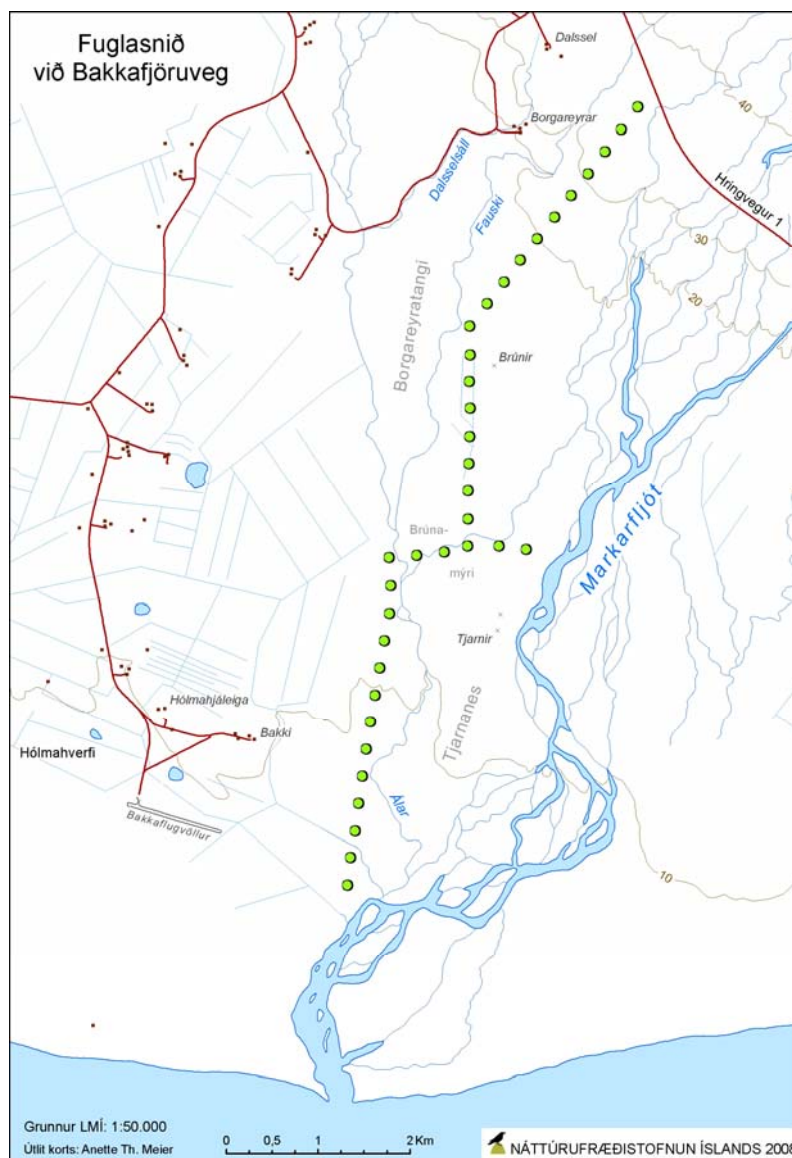 Fuglasnið
við Bakkafjöruveg
Dalssel
Borgareyrar
Dalsselsáll
Fauski
Hringvegur 1
40
30
20
Borgareyratangi
Brúnir
Markarfljót
Brúna-
mýri
Tjarnir
Tjarnanes
Hólmahjáleiga
Bakki
Hólmahverfi
Bakkaflugvöllur
Álar
10
Grunnur LMÍ: 1:50.000
Útlit korts: Anette Th. Meier
0 0,5 1 2 Km
NÁTTÚRUFRÆÐISTOFNUN ÍSLANDS 2008